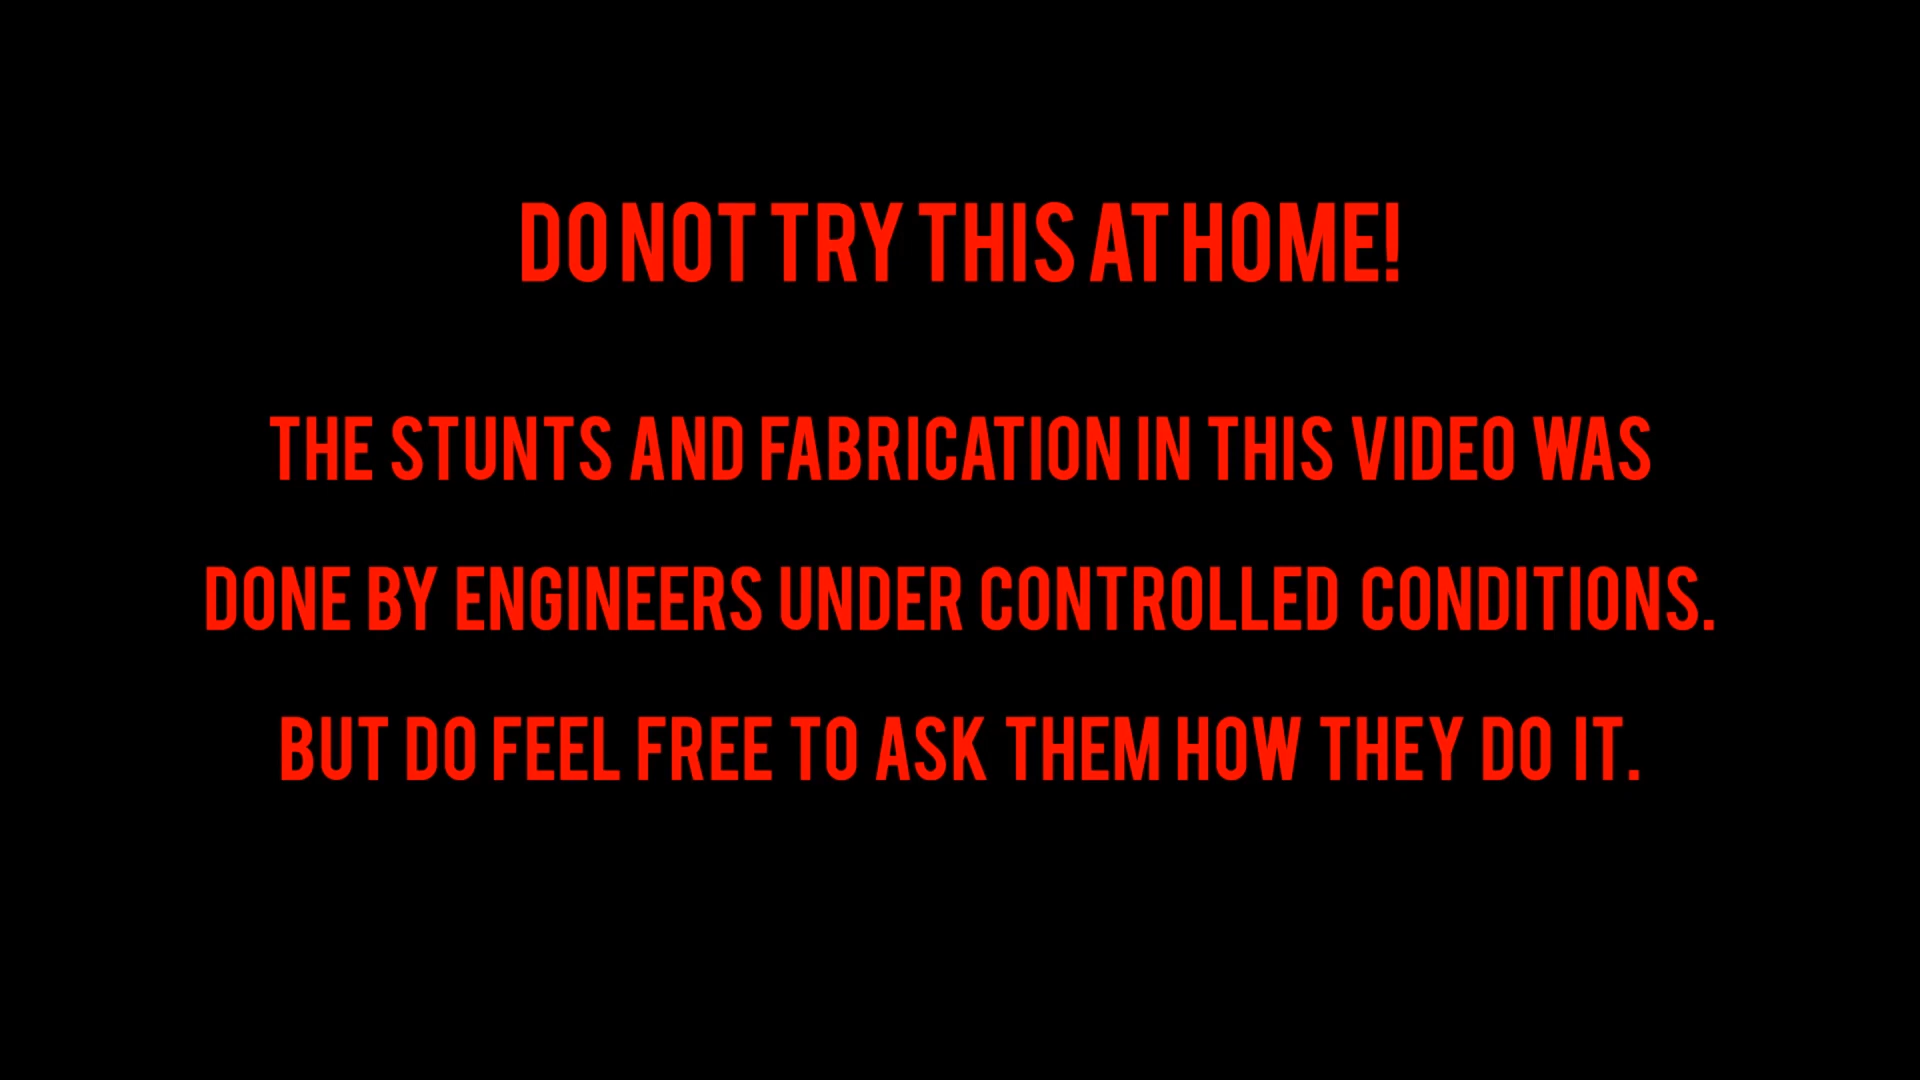 DO NOT TRY THIS AT HOME!
THE STUNTS AND FABRICATION IN THIS VIDEO WAS
DONE BY ENGINEERS UNDER CONTROLLED CONDITIONS.
BUT DO FEEL FREE TO ASK THEM HOW THEY DO IT.